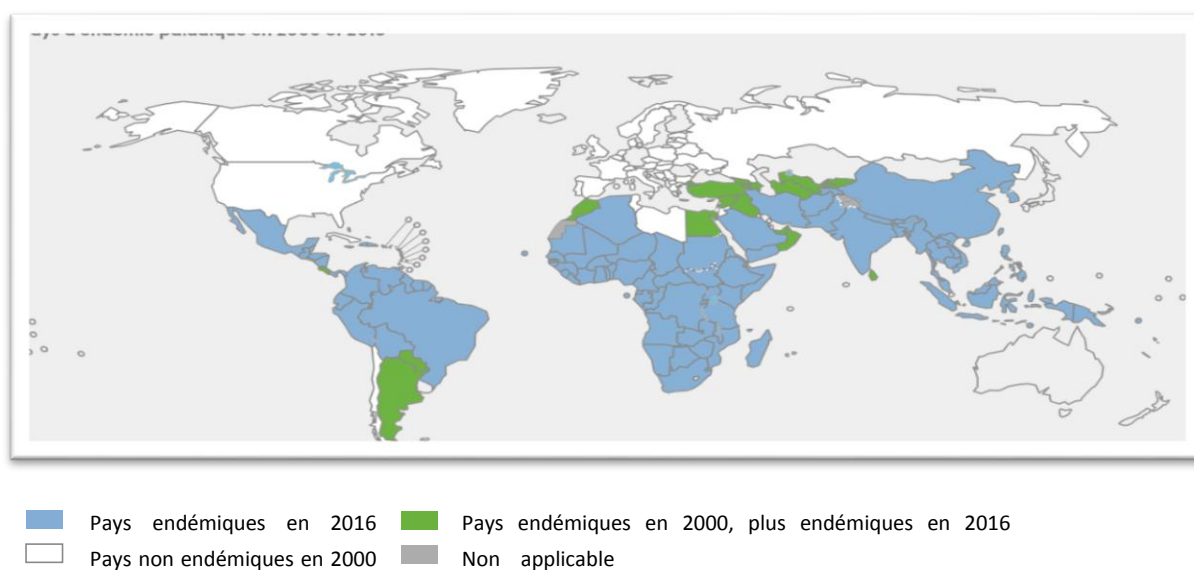 Pays endémiques en 2016 Pays endémiques en 2000, plus endémiques en 2016
Pays non endémiques en 2000 Non applicable